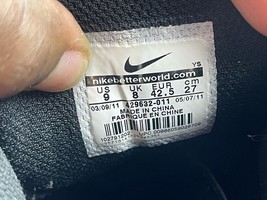 YS
nikebetterworld.com
US UK EUR cm
9 8 42.5 27
03/09/11 429632-011 05/07/11
MADE IN CHINA
FABRIQUE EN CHINE